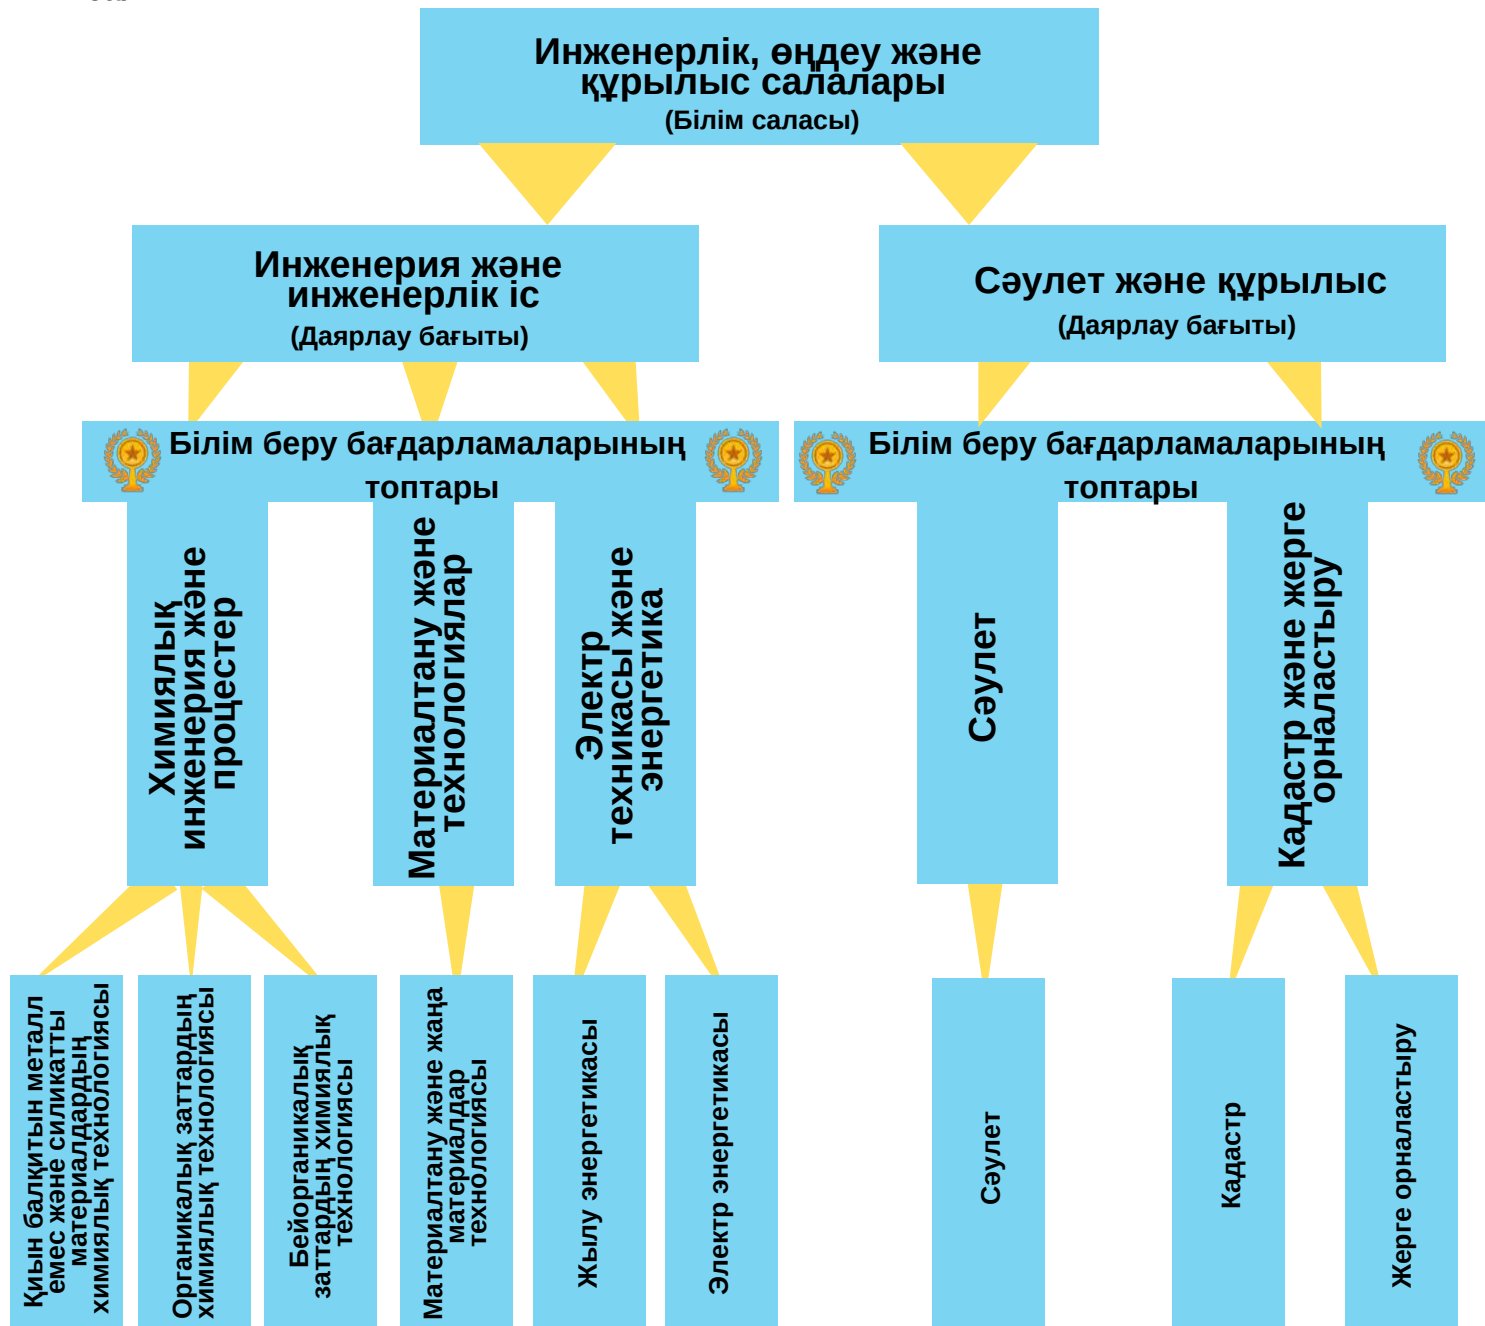 Инженерлік, өңдеу және
құрылыс салалары
(Білім саласы)
Инженерия және
инженерлік іс
(Даярлау бағыты)
Сәулет және құрылыс
(Даярлау бағыты)
Білім беру бағдарламаларының
топтары
Білім беру бағдарламаларының
топтары
Химиялық
инженерия және
процестер
Материалтану және
технологиялар
Электр
техникасы және
энергетика
Сәулет
Кадастр және жерге
орналастыру
Қиын балқитын металл
емес және силикатты
материалдардың
химиялық технологиясы
Органикалық заттардың
химиялық технологиясы
Бейорганикалық
заттардың химиялық
технологиясы
Материалтану және жаңа
материалдар
технологиясы
Жылу энергетикасы
Электр энергетикасы
Сәулет
Кадастр
Жерге орналастыру